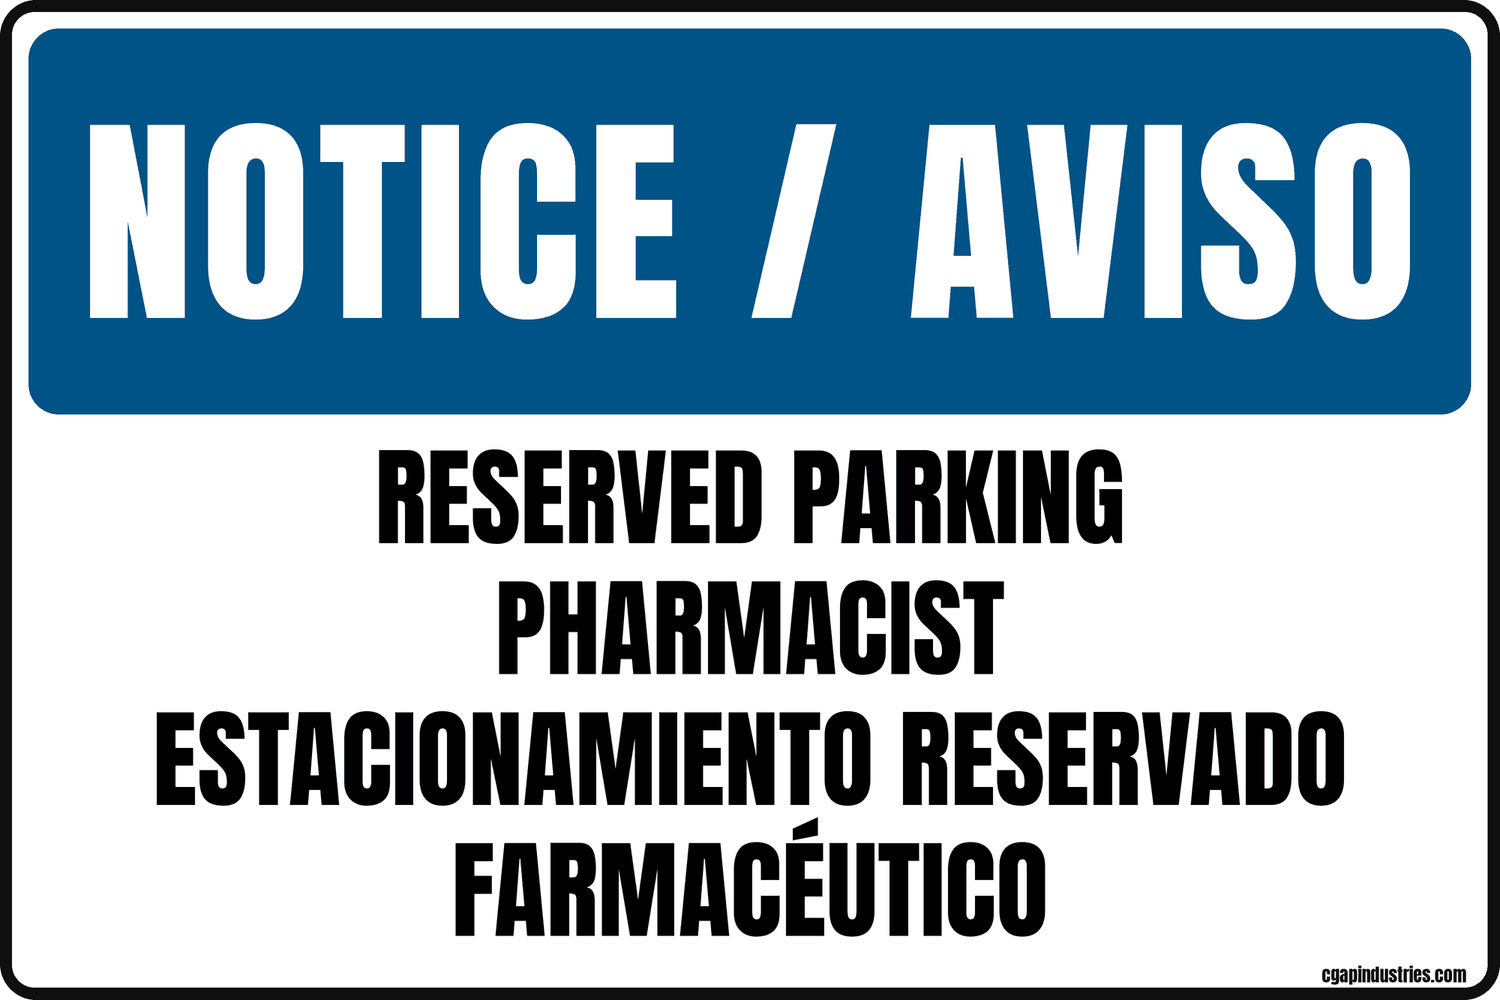 NOTICE / AVISO
RESERVED PARKING
PHARMACIST
ESTACIONAMIENTO RESERVADO
FARMACÉUTICO
cgapindustries.com